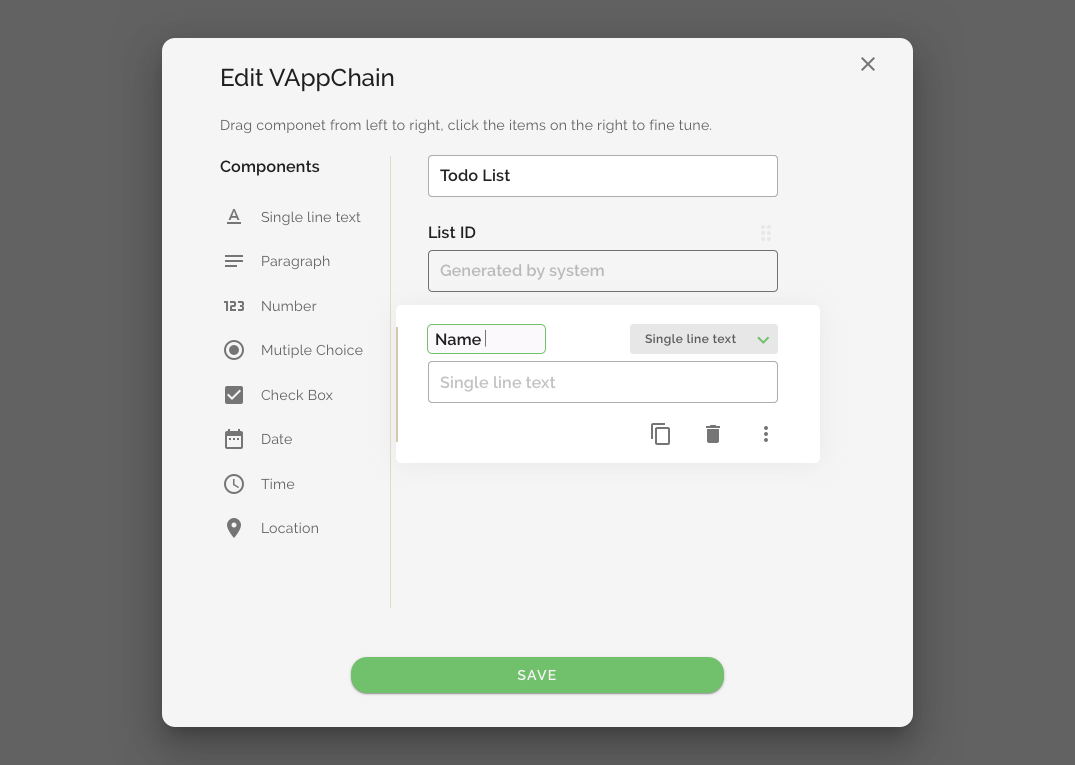 Edit VAppChain
Drag componet from left to right, click the items on the right to fine tune.
Components
Single line text
Paragraph
123 Number
Mutiple Choice
Check Box
Date
Time
Location
Todo List
List ID
Generated by system
Name
Single line text
Single line text
SAVE